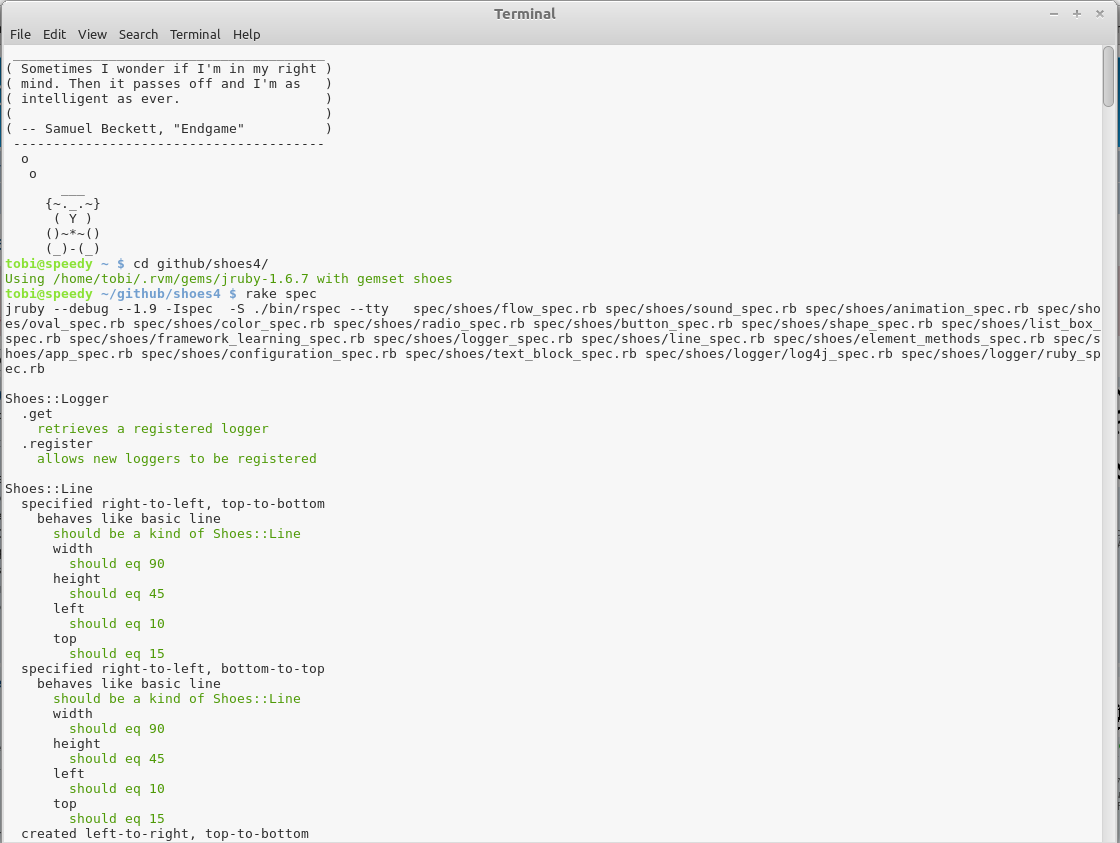 Terminal
File Edit View Search Terminal Help
 _______________________________________
( Sometimes I wonder if I'm in my right )
( mind. Then it passes off and I'm as   )
( intelligent as ever.                  )
(                                       )
( -- Samuel Beckett, "Endgame"          )
 ---------------------------------------
  o
   o
       ___
     {~._.~}
      ( Y )
     ()~*~()
     (_)-(_)
tobi@speedy ~ $ cd github/shoes4/
Using /home/tobi/.rvm/gems/jruby-1.6.7 with gemset shoes
tobi@speedy ~/github/shoes4 $ rake spec
jruby --debug --1.9 -Ispec  -S ./bin/rspec --tty   spec/shoes/flow_spec.rb spec/shoes/sound_spec.rb spec/shoes/animation_spec.rb spec/sho
es/oval_spec.rb spec/shoes/color_spec.rb spec/shoes/radio_spec.rb spec/shoes/button_spec.rb spec/shoes/shape_spec.rb spec/shoes/list_box_
spec.rb spec/shoes/framework_learning_spec.rb spec/shoes/logger_spec.rb spec/shoes/line_spec.rb spec/shoes/element_methods_spec.rb spec/s
hoes/app_spec.rb spec/shoes/configuration_spec.rb spec/shoes/text_block_spec.rb spec/shoes/logger/log4j_spec.rb spec/shoes/logger/ruby_sp
ec.rb

Shoes::Logger
  .get
    retrieves a registered logger
  .register
    allows new loggers to be registered

Shoes::Line
  specified right-to-left, top-to-bottom
    behaves like basic line
      should be a kind of Shoes::Line
      width
        should eq 90
      height
        should eq 45
      left
        should eq 10
      top
        should eq 15
  specified right-to-left, bottom-to-top
    behaves like basic line
      should be a kind of Shoes::Line
      width
        should eq 90
      height
        should eq 45
      left
        should eq 10
      top
        should eq 15
  created left-to-right, top-to-bottom